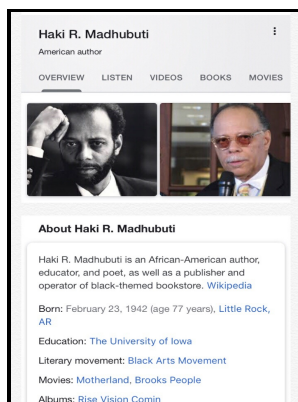 Haki R. Madhubuti
American author
OVERVIEW LISTEN VIDEOS BOOKS MOVIES
About Haki R. Madhubuti
Haki R. Madhubuti is an African-American author,
educator, and poet, as well as a publisher and
operator of black-themed bookstore. Wikipedia
Born: February 23, 1942 (age 77 years), Little Rock,
AR
Education: The University of Iowa
Literary movement: Black Arts Movement
Movies: Motherland, Brooks People
Albums: Rise Vision Comin